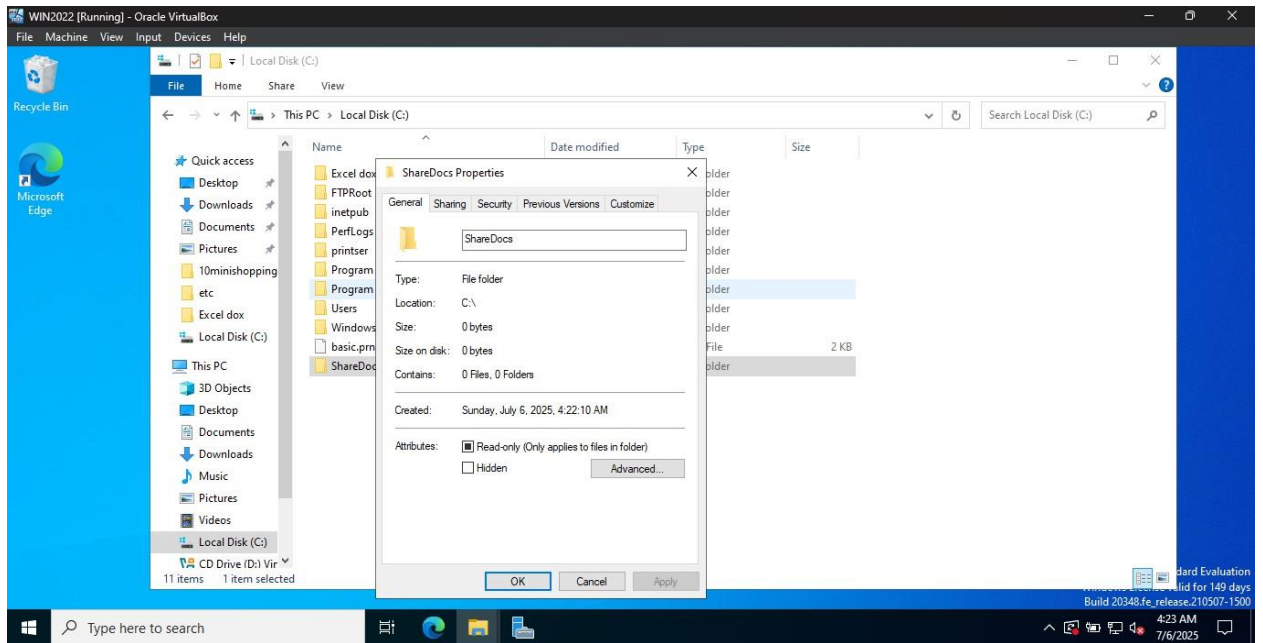 WIN2022 [Running] - Oracle VirtualBox
File Machine View Input Devices Help
Recycle Bin
Microsoft Edge
Local Disk (C:)
File Home Share View
This PC › Local Disk (C:)
Search Local Disk (C:)
Quick access
Desktop
Downloads
Documents
Pictures
10minishopping
etc
Excel dox
Local Disk (C:)
This PC
3D Objects
Desktop
Documents
Downloads
Music
Pictures
Videos
Local Disk (C:)
CD Drive (D:) Vir
Name Date modified Type Size
Excel dox older
FTPRoot older
inetpub older
PerfLogs older
printser older
Program older
Program older
Users older
Windows older
basic.prn File 2 KB
ShareDoc older
ShareDocs Properties
General Sharing Security Previous Versions Customize
ShareDocs
Type: File folder
Location: C:\
Size: 0 bytes
Size on disk: 0 bytes
Contains: 0 Files, 0 Folders
Created: Sunday, July 6, 2025, 4:22:10 AM
Attributes: Read-only (Only applies to files in folder)
Hidden Advanced...
OK Cancel Apply
11 items 1 item selected
dard Evaluation
lid for 149 days
Build 20348.fe_release.210507-1500
Type here to search
4:23 AM
7/6/2025